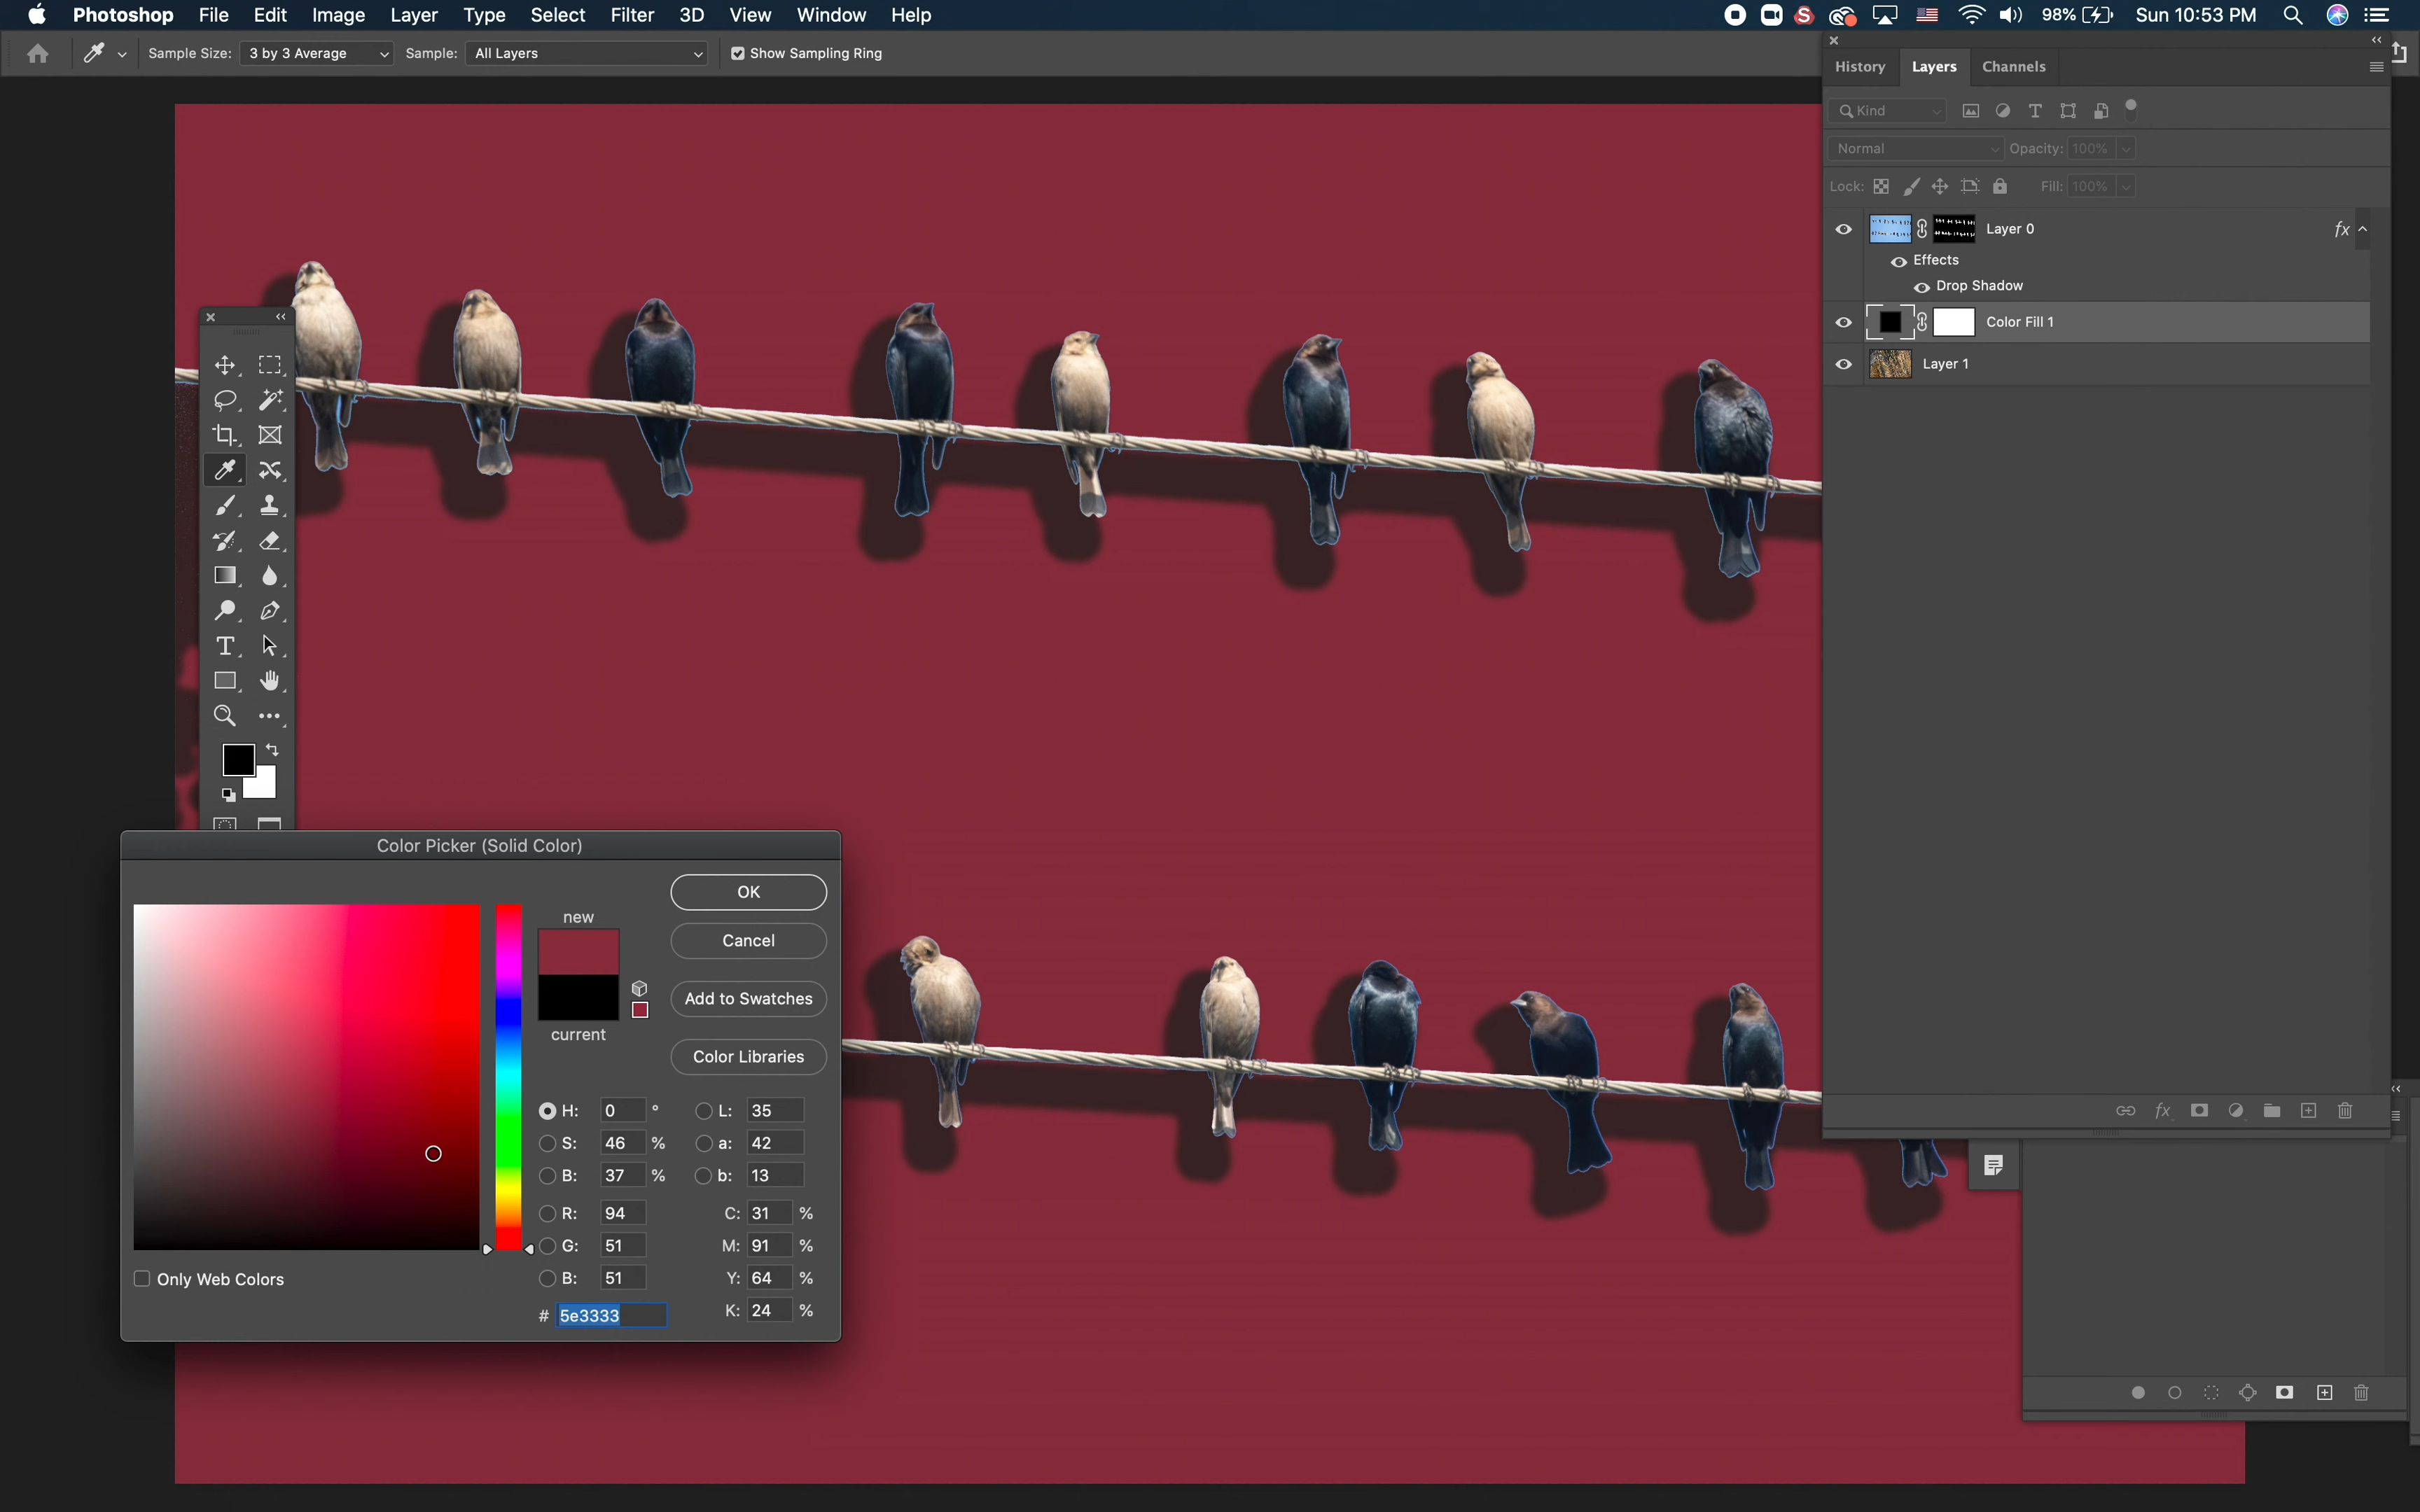 Photoshop File Edit Image Layer Type Select Filter 3D View Window Help 98% Sun 10:53 PM
Sample Size: 3 by 3 Average Sample: All Layers Show Sampling Ring
History Layers Channels
Kind
Normal Opacity: 100%
Lock: Fill: 100%
Layer 0 fx
Effects
Drop Shadow
Color Fill 1
Layer 1
fx
Color Picker (Solid Color)
new
current
OK
Cancel
Add to Swatches
Color Libraries
H: 0 ° L: 35
S: 46 % a: 42
B: 37 % b: 13
R: 94 C: 31 %
G: 51 M: 91 %
B: 51 Y: 64 %
# 5e3333 K: 24 %
Only Web Colors